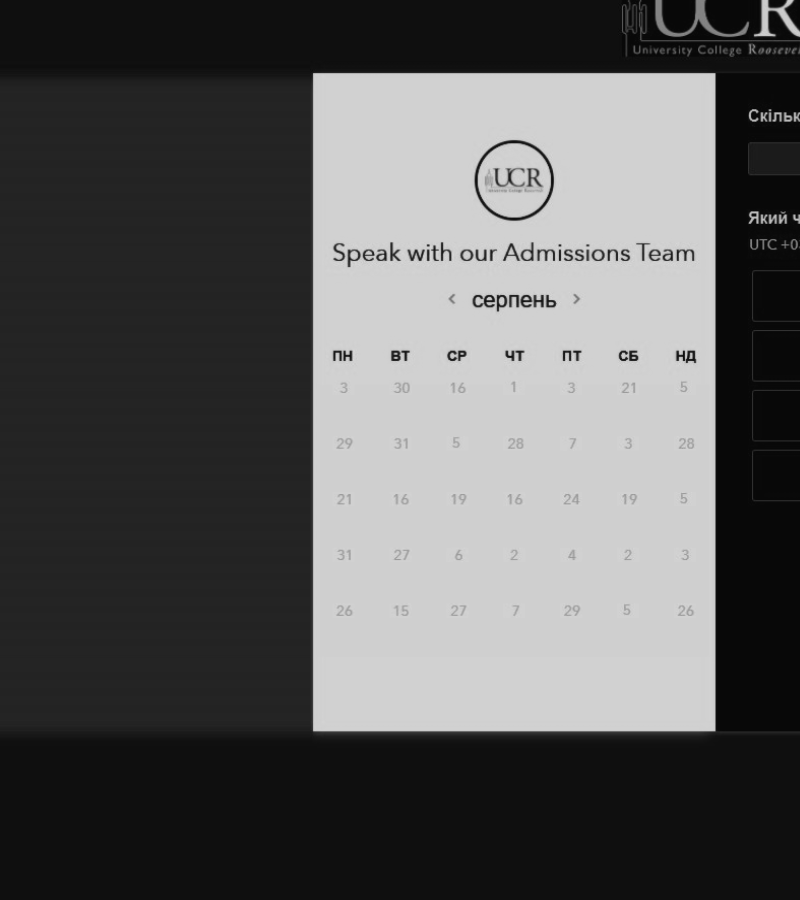 UCR
University College Roosevel
UCR
Speak with our Admissions Team
< серпень >
ПН ВТ СР ЧТ ПТ СБ НД
3 30 16 1 3 21 5
29 31 5 28 7 3 28
21 16 19 16 24 19 5
31 27 6 2 4 2 3
26 15 27 7 29 5 26
Скільк
Який ч
UTC +0